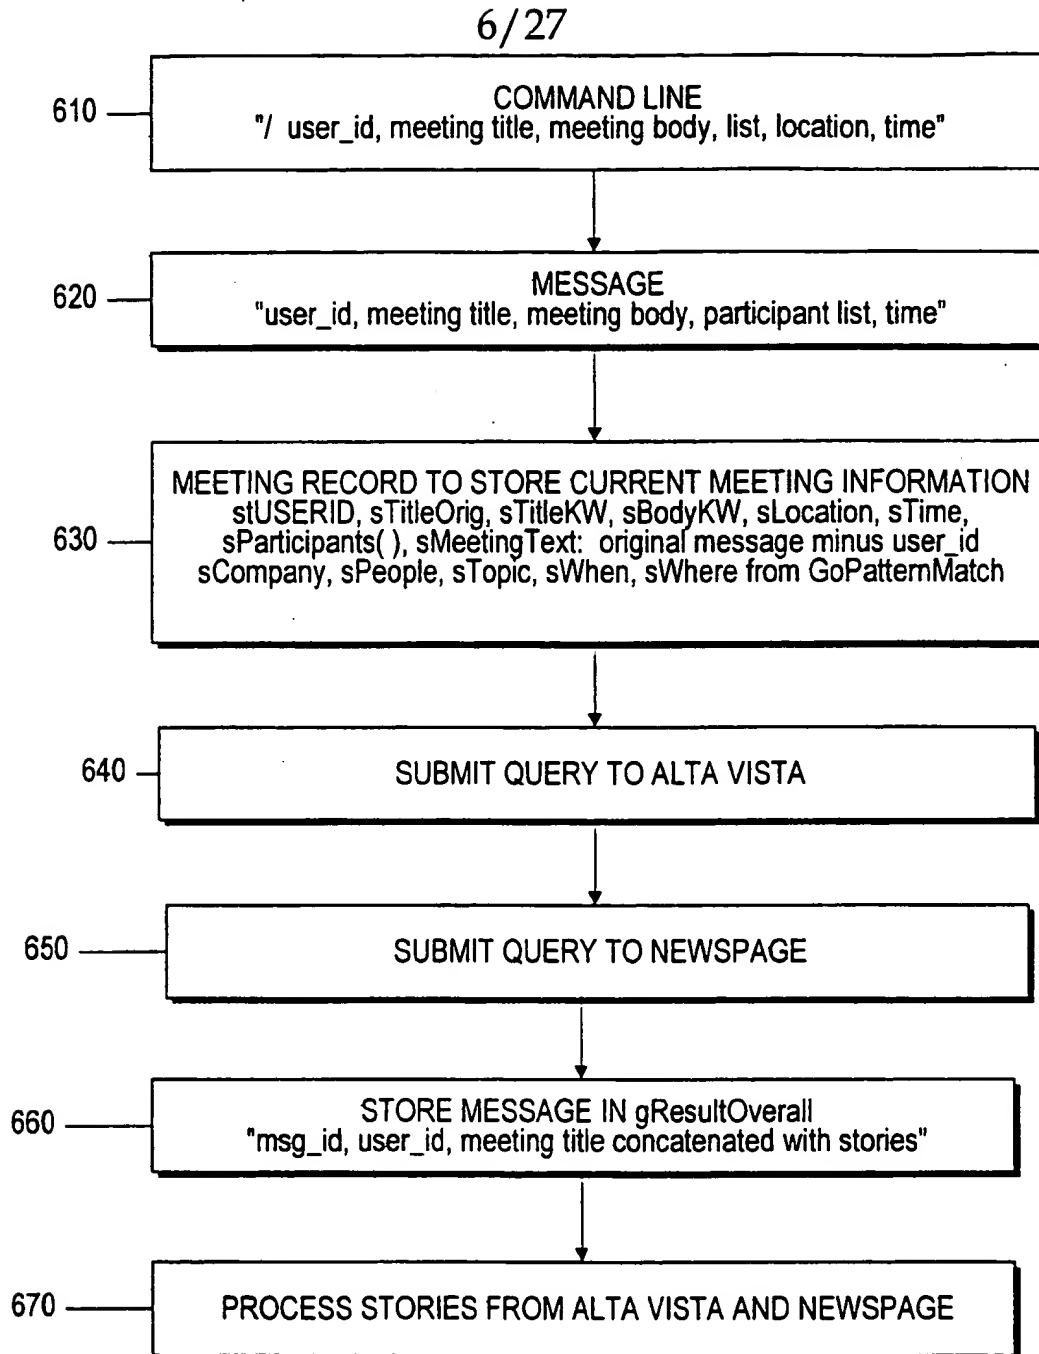 6/27
610
COMMAND LINE
"/ user_id, meeting title, meeting body, list, location, time"
620
MESSAGE
"user_id, meeting title, meeting body, participant list, time"
630
MEETING RECORD TO STORE CURRENT MEETING INFORMATION
stUSERID, sTitleOrig, sTitleKW, sBodyKW, sLocation, sTime,
sParticipants( ), sMeetingText: original message minus user_id
sCompany, sPeople, sTopic, sWhen, sWhere from GoPatternMatch
640
SUBMIT QUERY TO ALTA VISTA
650
SUBMIT QUERY TO NEWSPAGE
660
STORE MESSAGE IN gResultOverall
"msg_id, user_id, meeting title concatenated with stories"
670
PROCESS STORIES FROM ALTA VISTA AND NEWSPAGE